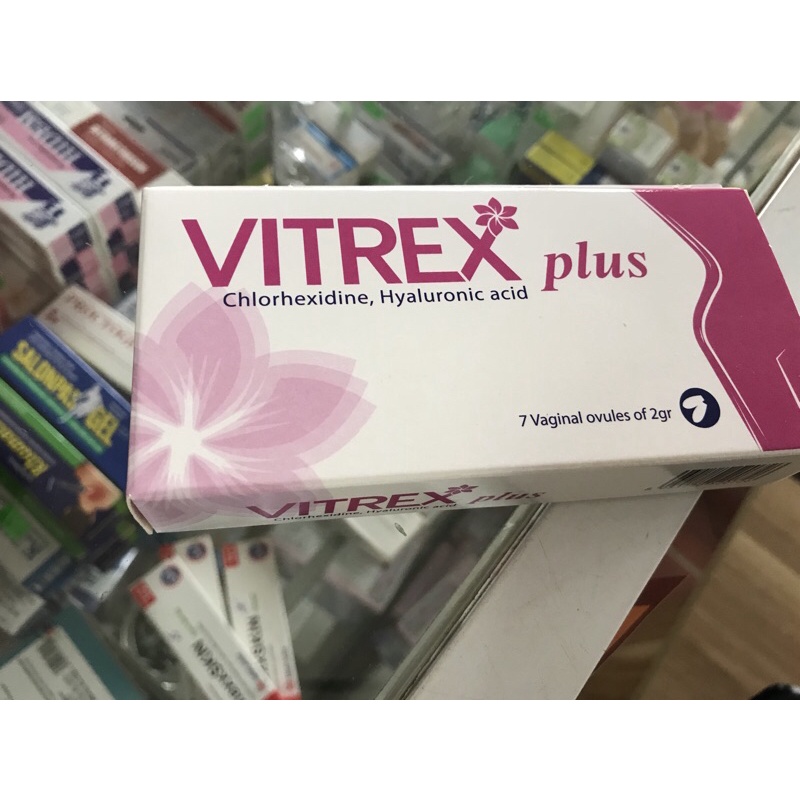 VITREX plus
Chlorhexidine, Hyaluronic acid
7 Vaginal ovules of 2gr
VITREX plus
Chlorhexidine, Hyaluronic acid
SALONPAS
GEL